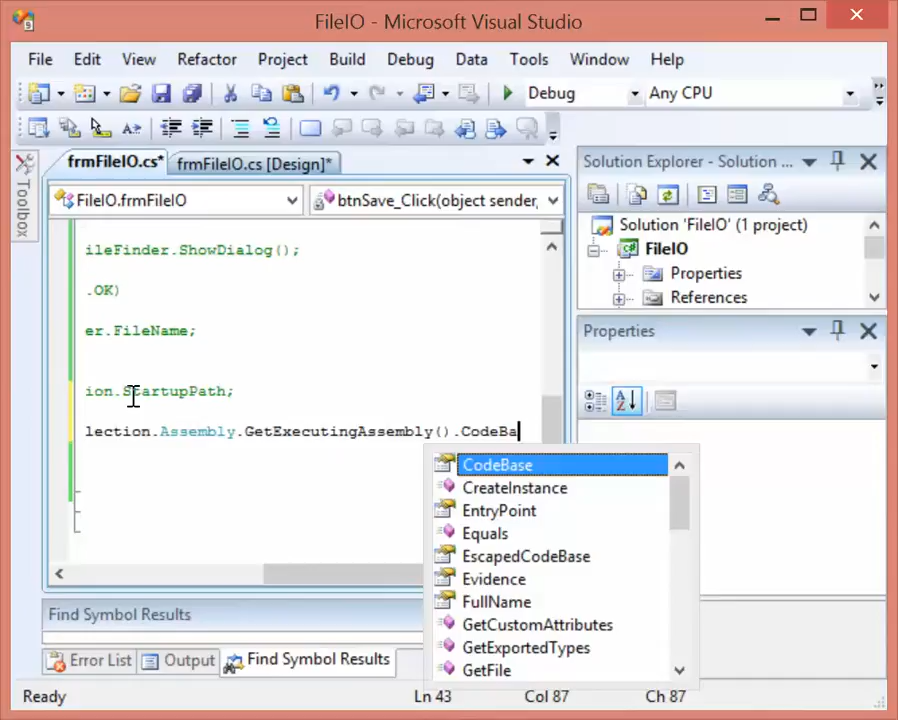 FileIO - Microsoft Visual Studio
File Edit View Refactor Project Build Debug Data Tools Window Help
Debug Any CPU
frmFileIO.cs* frmFileIO.cs [Design]*
Toolbox
FileIO.frmFileIO btnSave_Click(object sender,
ileFinder.ShowDialog();
.OK)
er.FileName;
ion.StartupPath;
lection.Assembly.GetExecutingAssembly().CodeBa
CodeBase
CreateInstance
EntryPoint
Equals
EscapedCodeBase
Evidence
FullName
GetCustomAttributes
GetExportedTypes
GetFile
Solution Explorer - Solution ...
Solution 'FileIO' (1 project)
FileIO
Properties
References
Properties
Find Symbol Results
Error List Output Find Symbol Results
Ready Ln 43 Col 87 Ch 87